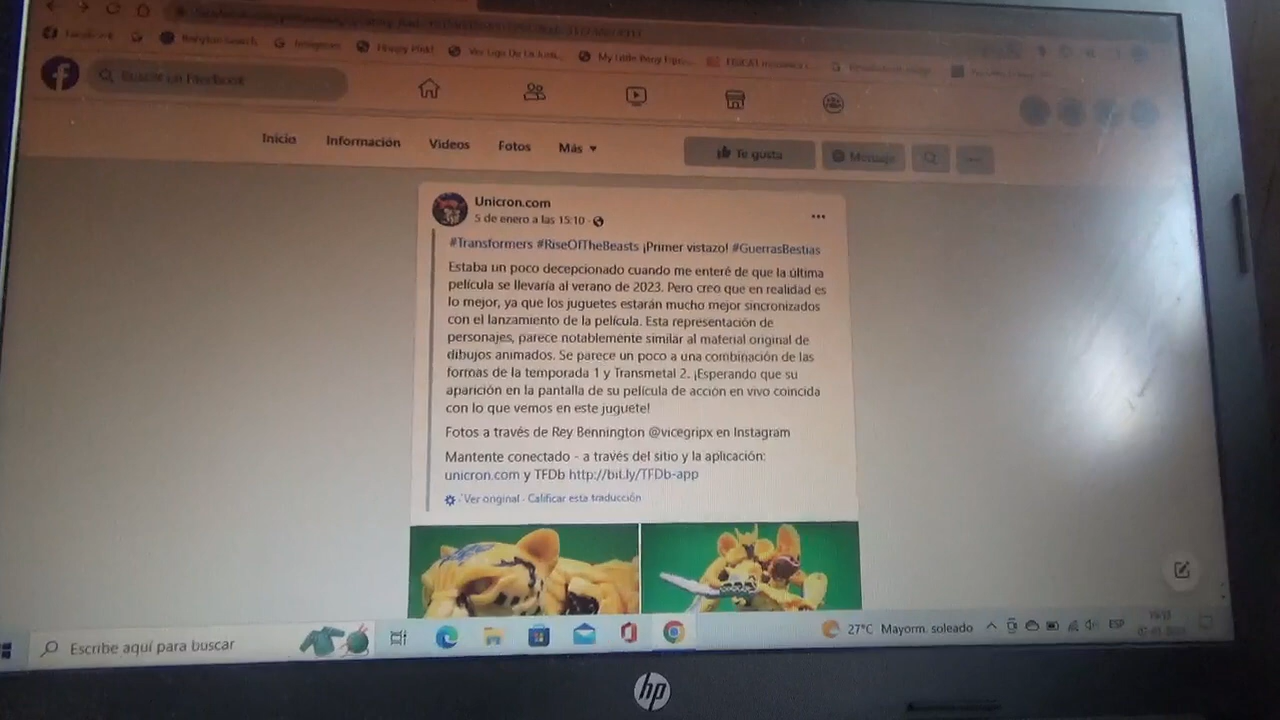 Facebook
Imágenes
Buscar en Facebook
Inicio
Información
Videos
Fotos
Más
Te gusta
Mensaje
Unicron.com
5 de enero a las 15:10
#Transformers #RiseOfTheBeasts ¡Primer vistazo! #GuerrasBestias
Estaba un poco decepcionado cuando me enteré de que la última
película se llevaría al verano de 2023. Pero creo que en realidad es
lo mejor, ya que los juguetes estarán mucho mejor sincronizados
con el lanzamiento de la película. Esta representación de
personajes, parece notablemente similar al material original de
dibujos animados. Se parece un poco a una combinación de las
formas de la temporada 1 y Transmetal 2. ¡Esperando que su
aparición en la pantalla de su película de acción en vivo coincida
con lo que vemos en este juguete!
Fotos a través de Rey Bennington @vicegripx en Instagram
Mantente conectado - a través del sitio y la aplicación:
unicron.com y TFDb http://bit.ly/TFDb-app
Ver original · Calificar esta traducción
Escribe aquí para buscar
27°C Mayorm. soleado
ESP
hp